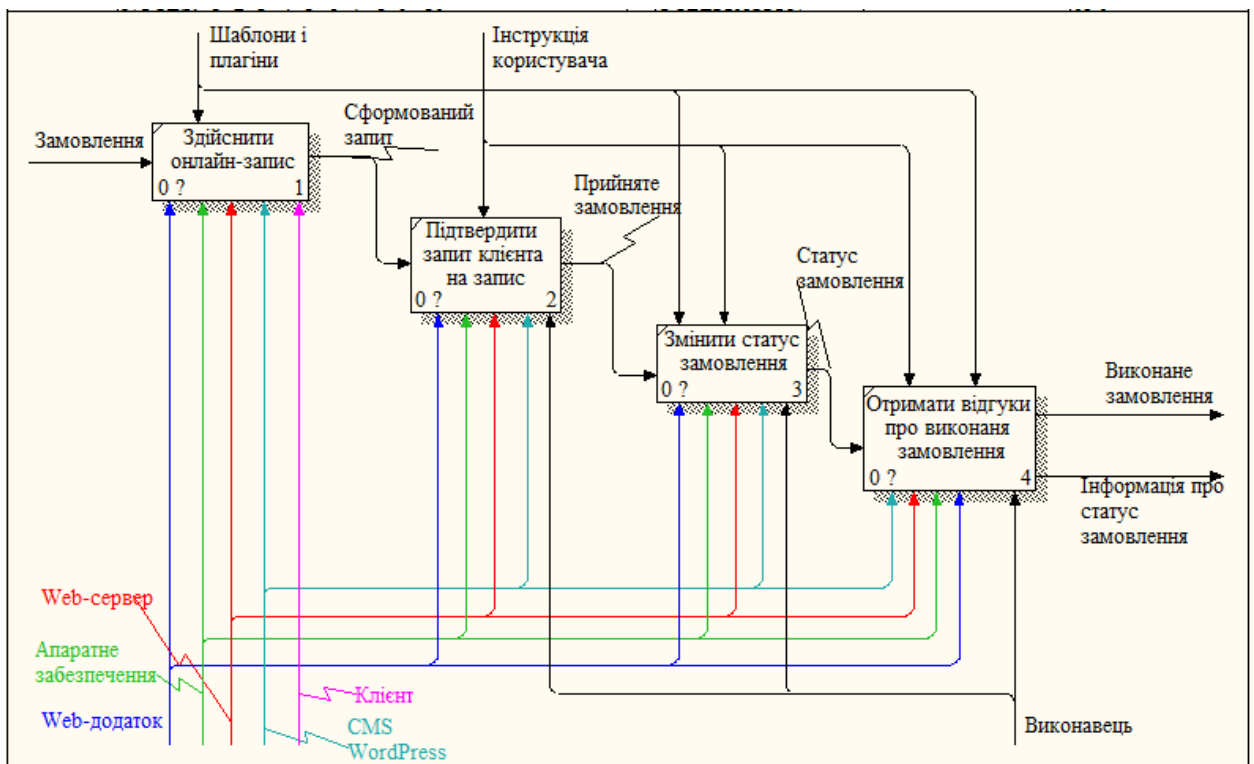 Шаблони і
плагіни
Інструкція
користувача
Замовлення
Здійснити
онлайн-запис
0 ?
1
Сформований
запит
Підтвердити
запит клієнта
на запис
0 ?
2
Прийняте
замовлення
Змінити статус
замовлення
0 ?
3
Статус
замовлення
Отримати відгуки
про виконаня
замовлення
0 ?
4
Виконане
замовлення
Інформація про
статус
замовлення
Web-сервер
Апаратне
забезпечення
Web-додаток
Клієнт
CMS
WordPress
Виконавець